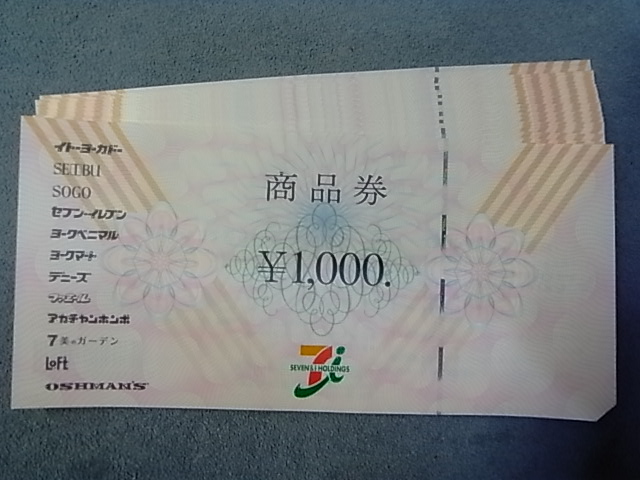 イトーヨーカドー
SEIBU
SOGO
セブン-イレブン
ヨークベニマル
ヨークマート
デニーズ
ファミール
アカチャンホンポ
7美のガーデン
LoFt
OSHMAN'S
商品券
¥1,000.
7i
SEVEN & i HOLDINGS